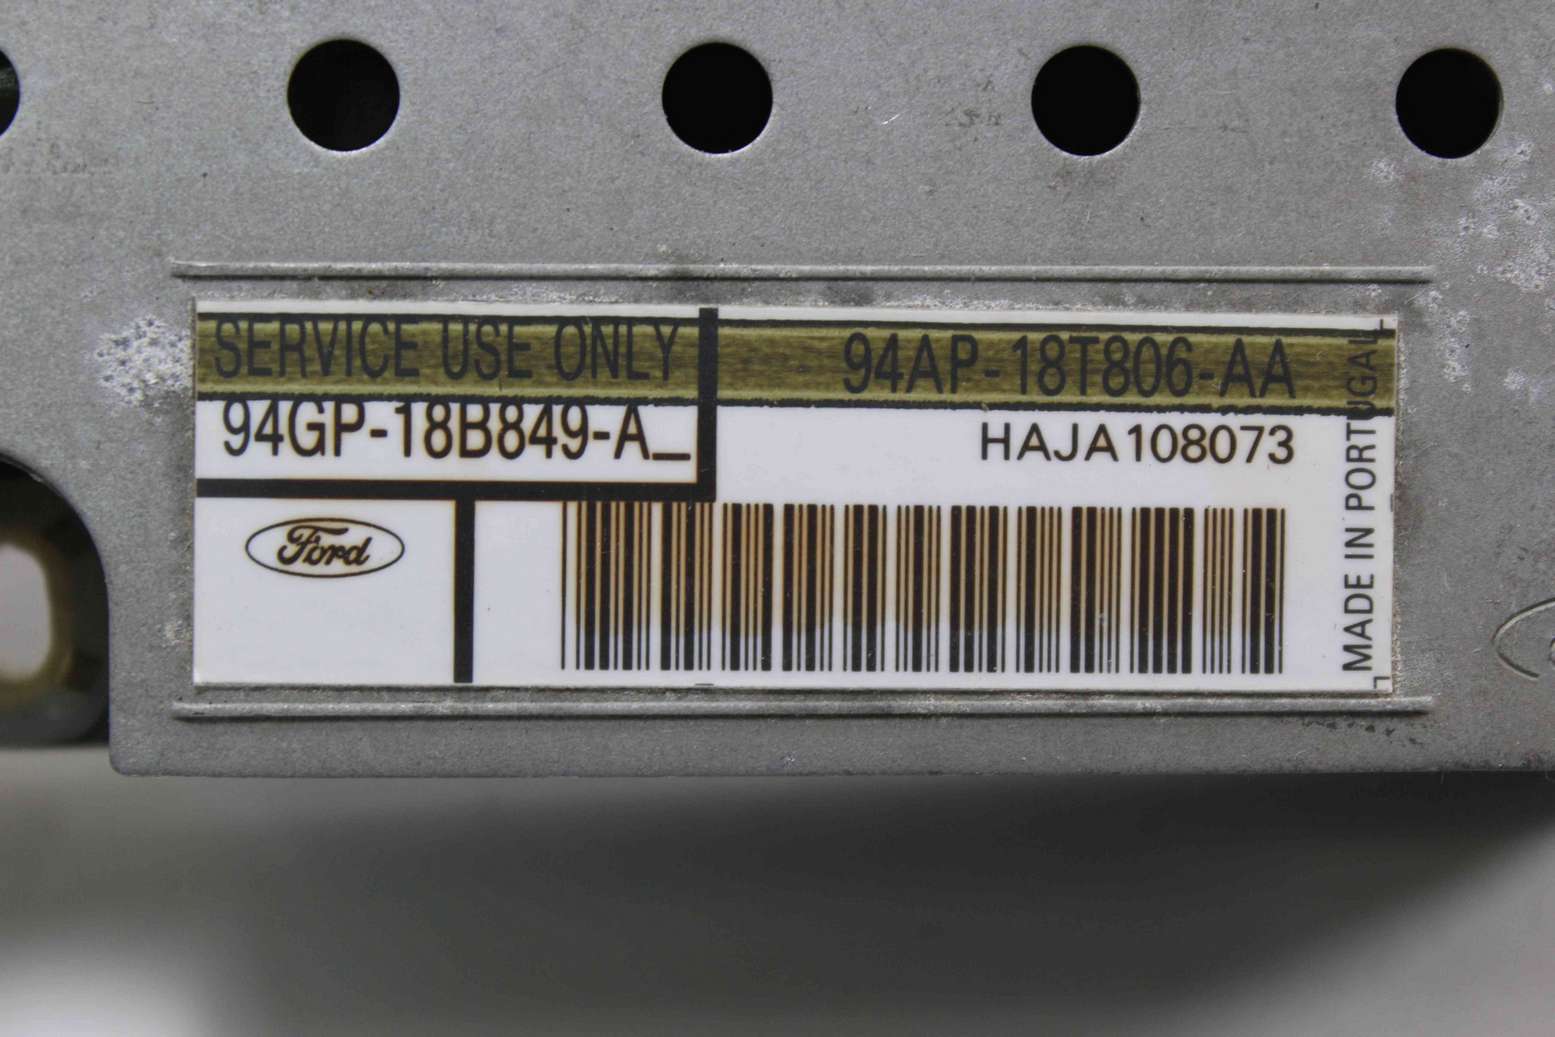 SERVICE USE ONLY
94AP-18T806-AA
94GP-18B849-A_
HAJA108073
Ford
MADE IN PORTUGAL